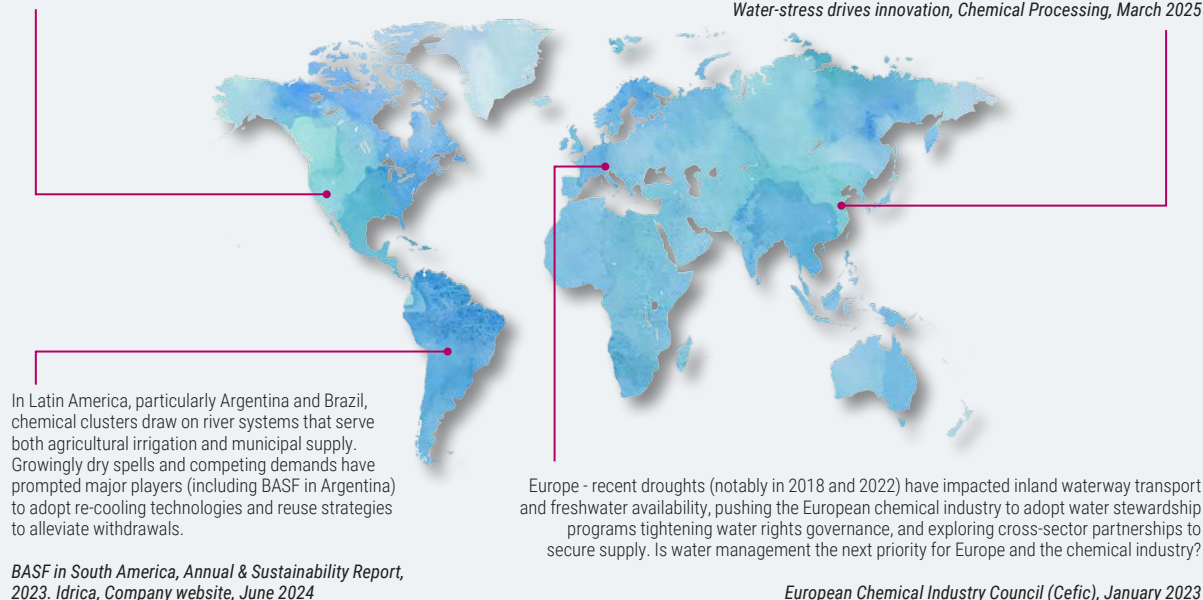 Water-stress drives innovation, Chemical Processing, March 2025
In Latin America, particularly Argentina and Brazil,
chemical clusters draw on river systems that serve
both agricultural irrigation and municipal supply.
Growingly dry spells and competing demands have
prompted major players (including BASF in Argentina)
to adopt re-cooling technologies and reuse strategies
to alleviate withdrawals.
BASF in South America, Annual & Sustainability Report,
2023. Idrica, Company website, June 2024
Europe - recent droughts (notably in 2018 and 2022) have impacted inland waterway transport
and freshwater availability, pushing the European chemical industry to adopt water stewardship
programs tightening water rights governance, and exploring cross-sector partnerships to
secure supply. Is water management the next priority for Europe and the chemical industry?
European Chemical Industry Council (Cefic), January 2023